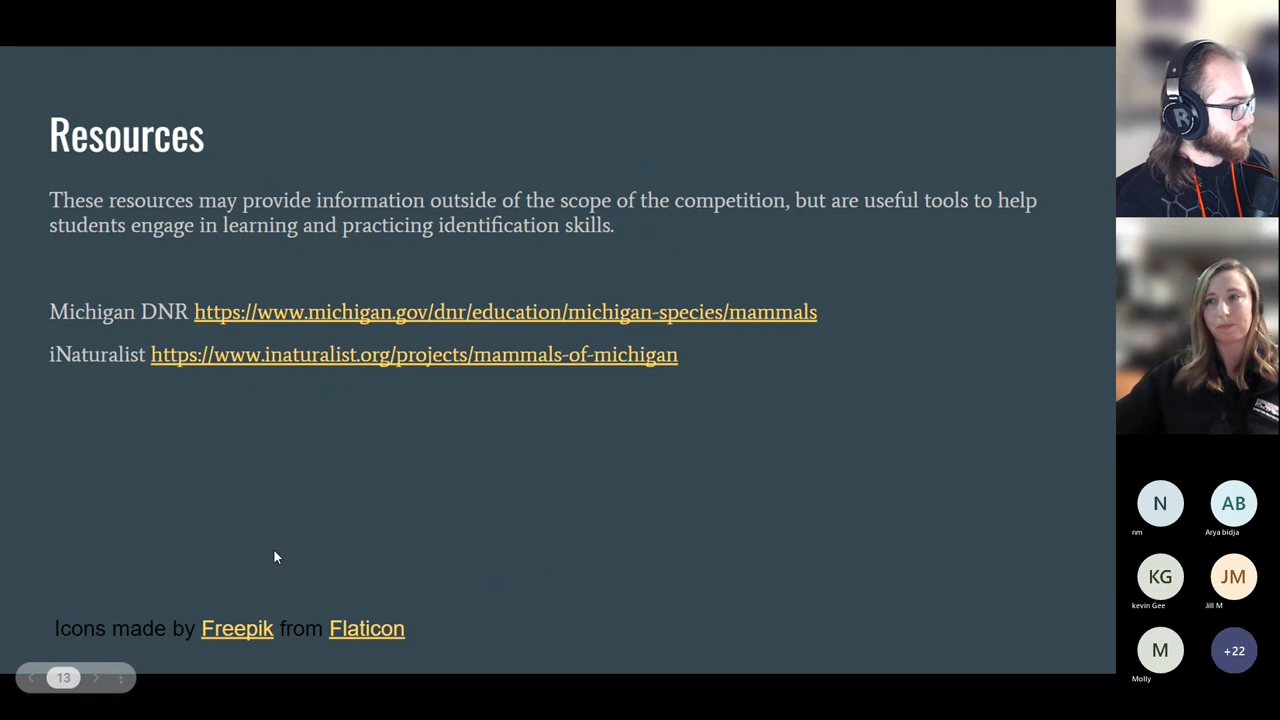 Resources
These resources may provide information outside of the scope of the competition, but are useful tools to help
students engage in learning and practicing identification skills.
Michigan DNR https://www.michigan.gov/dnr/education/michigan-species/mammals
iNaturalist https://www.inaturalist.org/projects/mammals-of-michigan
Icons made by Freepik from Flaticon
13
R
N
AB
nm
Arya bidja
KG
JM
kevin Gee
Jill M
M
+22
Molly